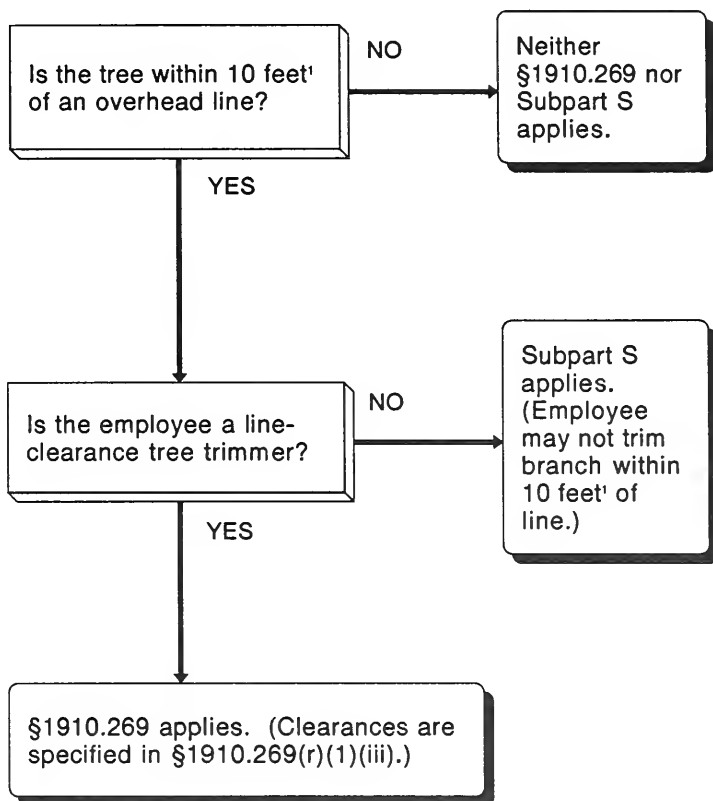 Is the tree within 10 feet¹
of an overhead line?
NO
Neither
§1910.269 nor
Subpart S
applies.
YES
Is the employee a line-
clearance tree trimmer?
NO
Subpart S
applies.
(Employee
may not trim
branch within
10 feet¹ of
line.)
YES
§1910.269 applies. (Clearances are
specified in §1910.269(r)(1)(iii).)